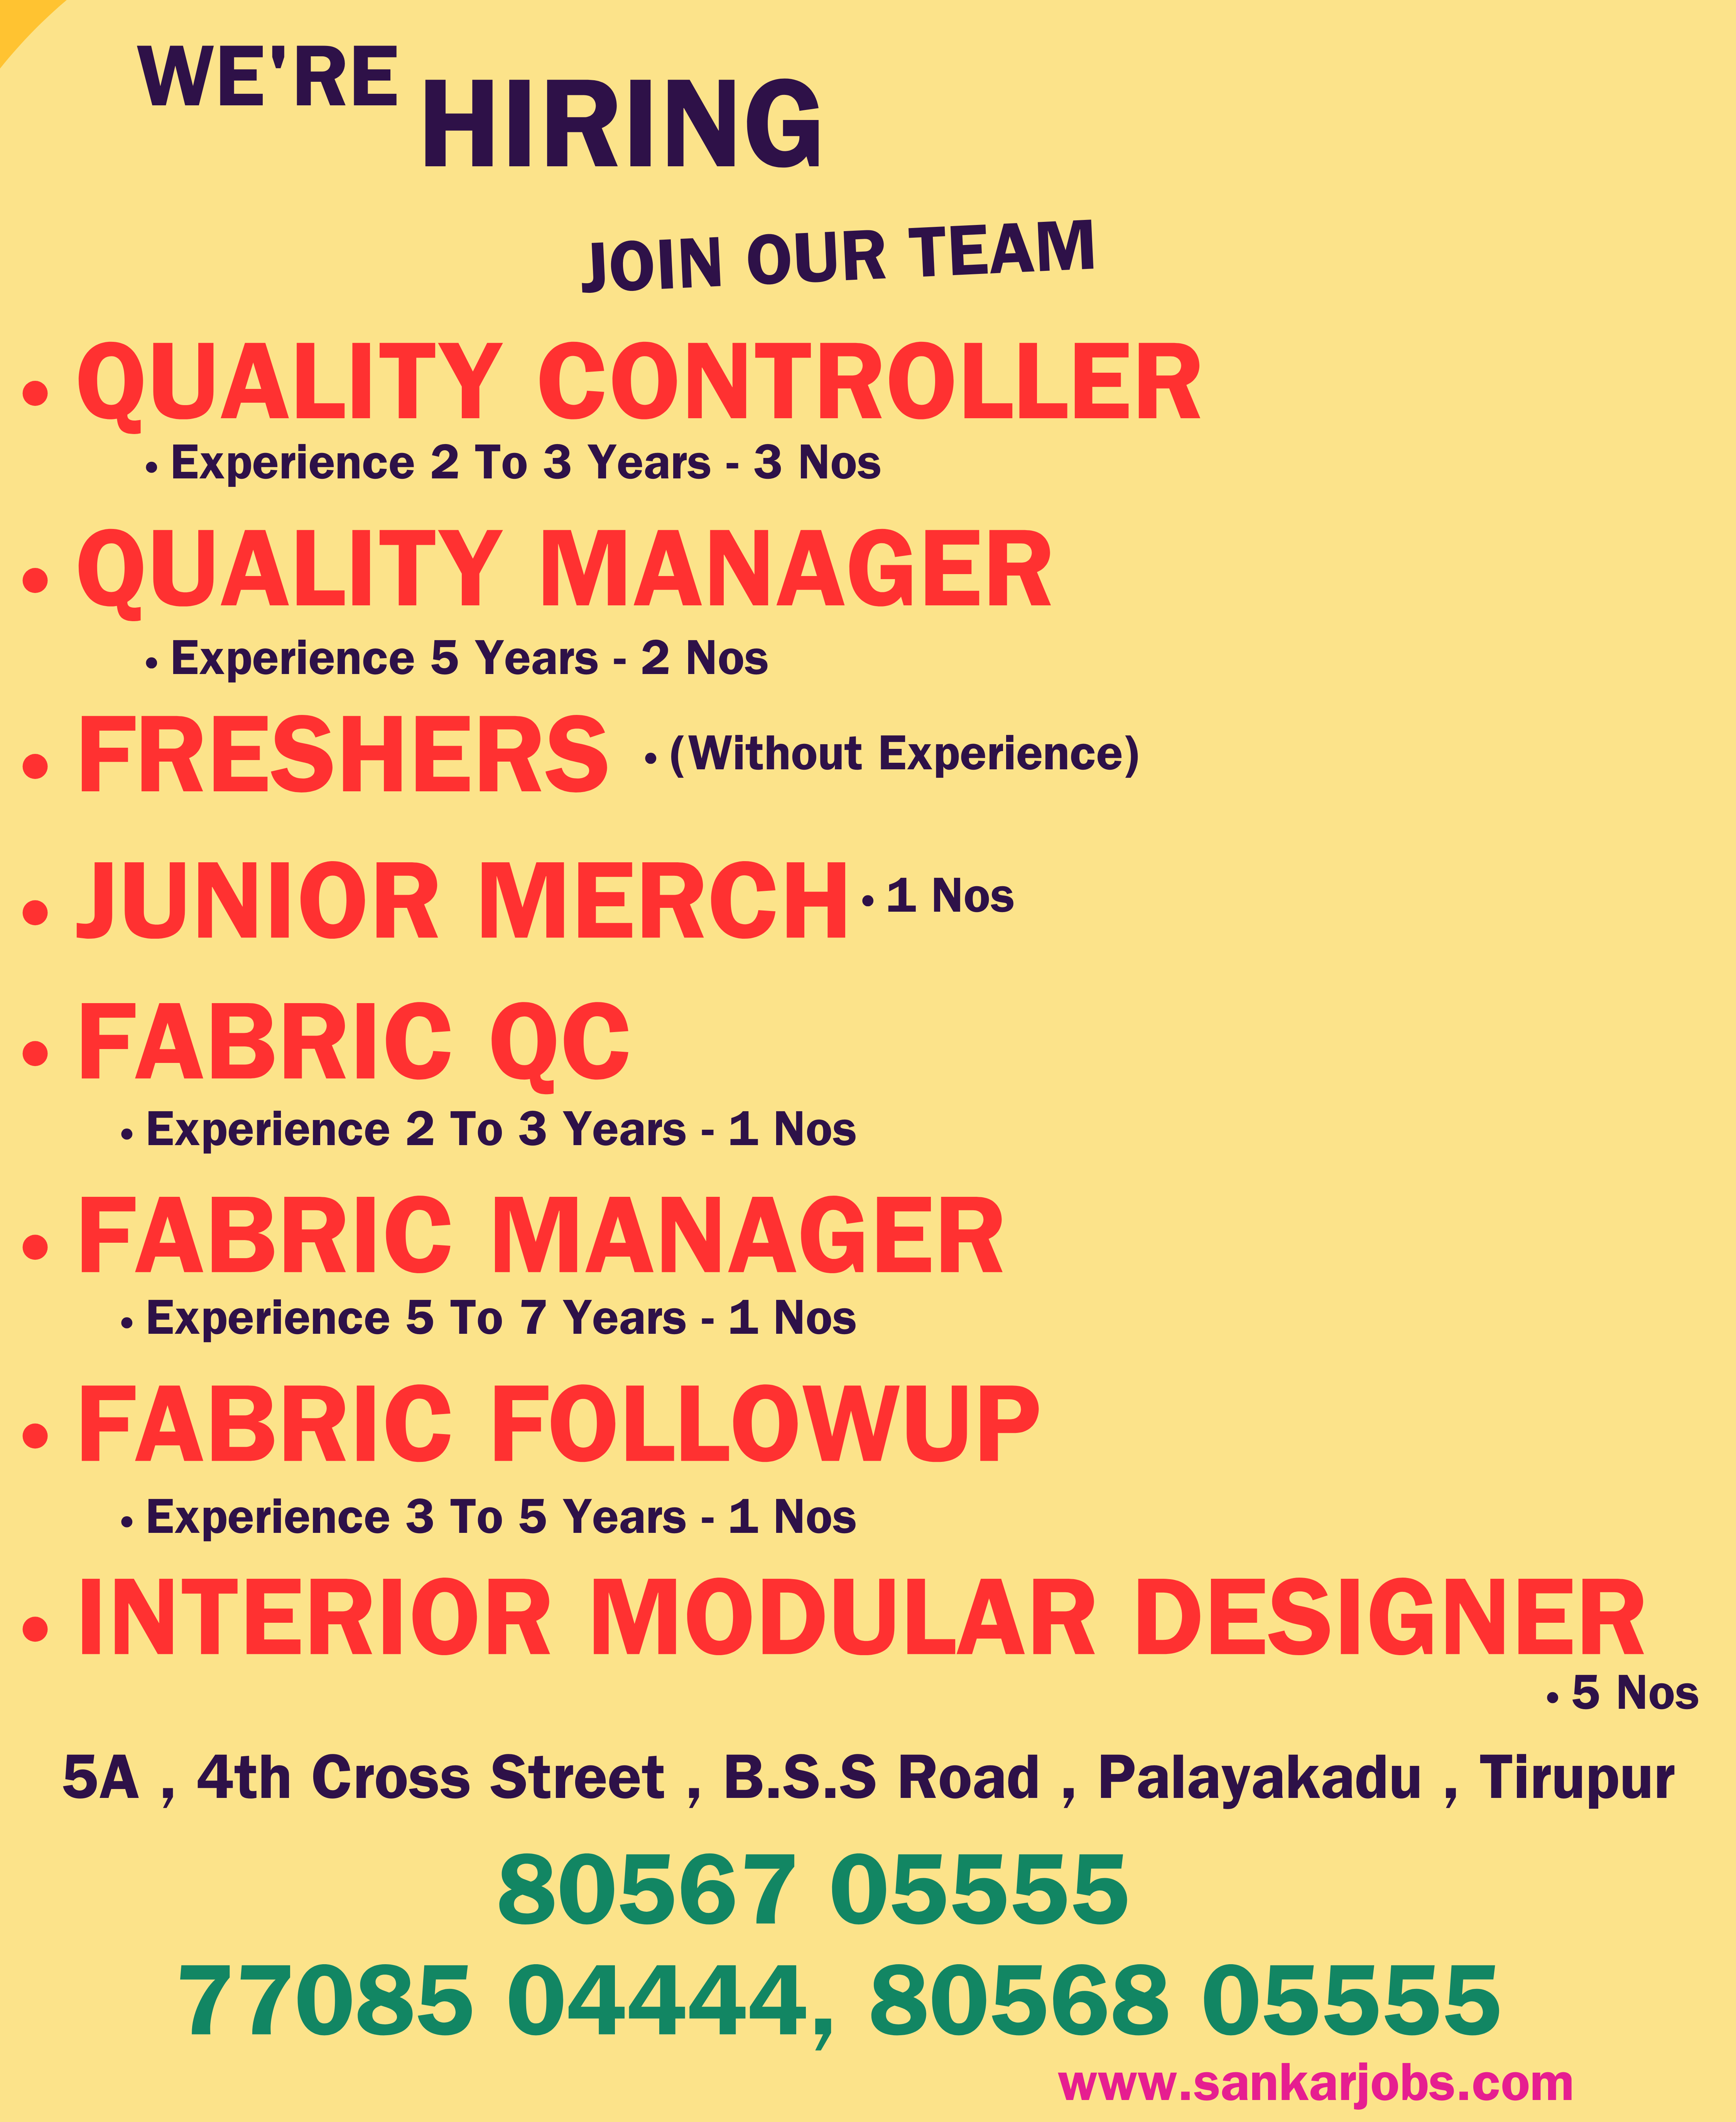 WE'RE HIRING
JOIN OUR TEAM
• QUALITY CONTROLLER
• Experience 2 To 3 Years - 3 Nos
• QUALITY MANAGER
• Experience 5 Years - 2 Nos
• FRESHERS • (Without Experience)
• JUNIOR MERCH • 1 Nos
• FABRIC QC
• Experience 2 To 3 Years - 1 Nos
• FABRIC MANAGER
• Experience 5 To 7 Years - 1 Nos
• FABRIC FOLLOWUP
• Experience 3 To 5 Years - 1 Nos
• INTERIOR MODULAR DESIGNER
• 5 Nos
5A , 4th Cross Street , B.S.S Road , Palayakadu , Tirupur
80567 05555
77085 04444, 80568 05555
www.sankarjobs.com